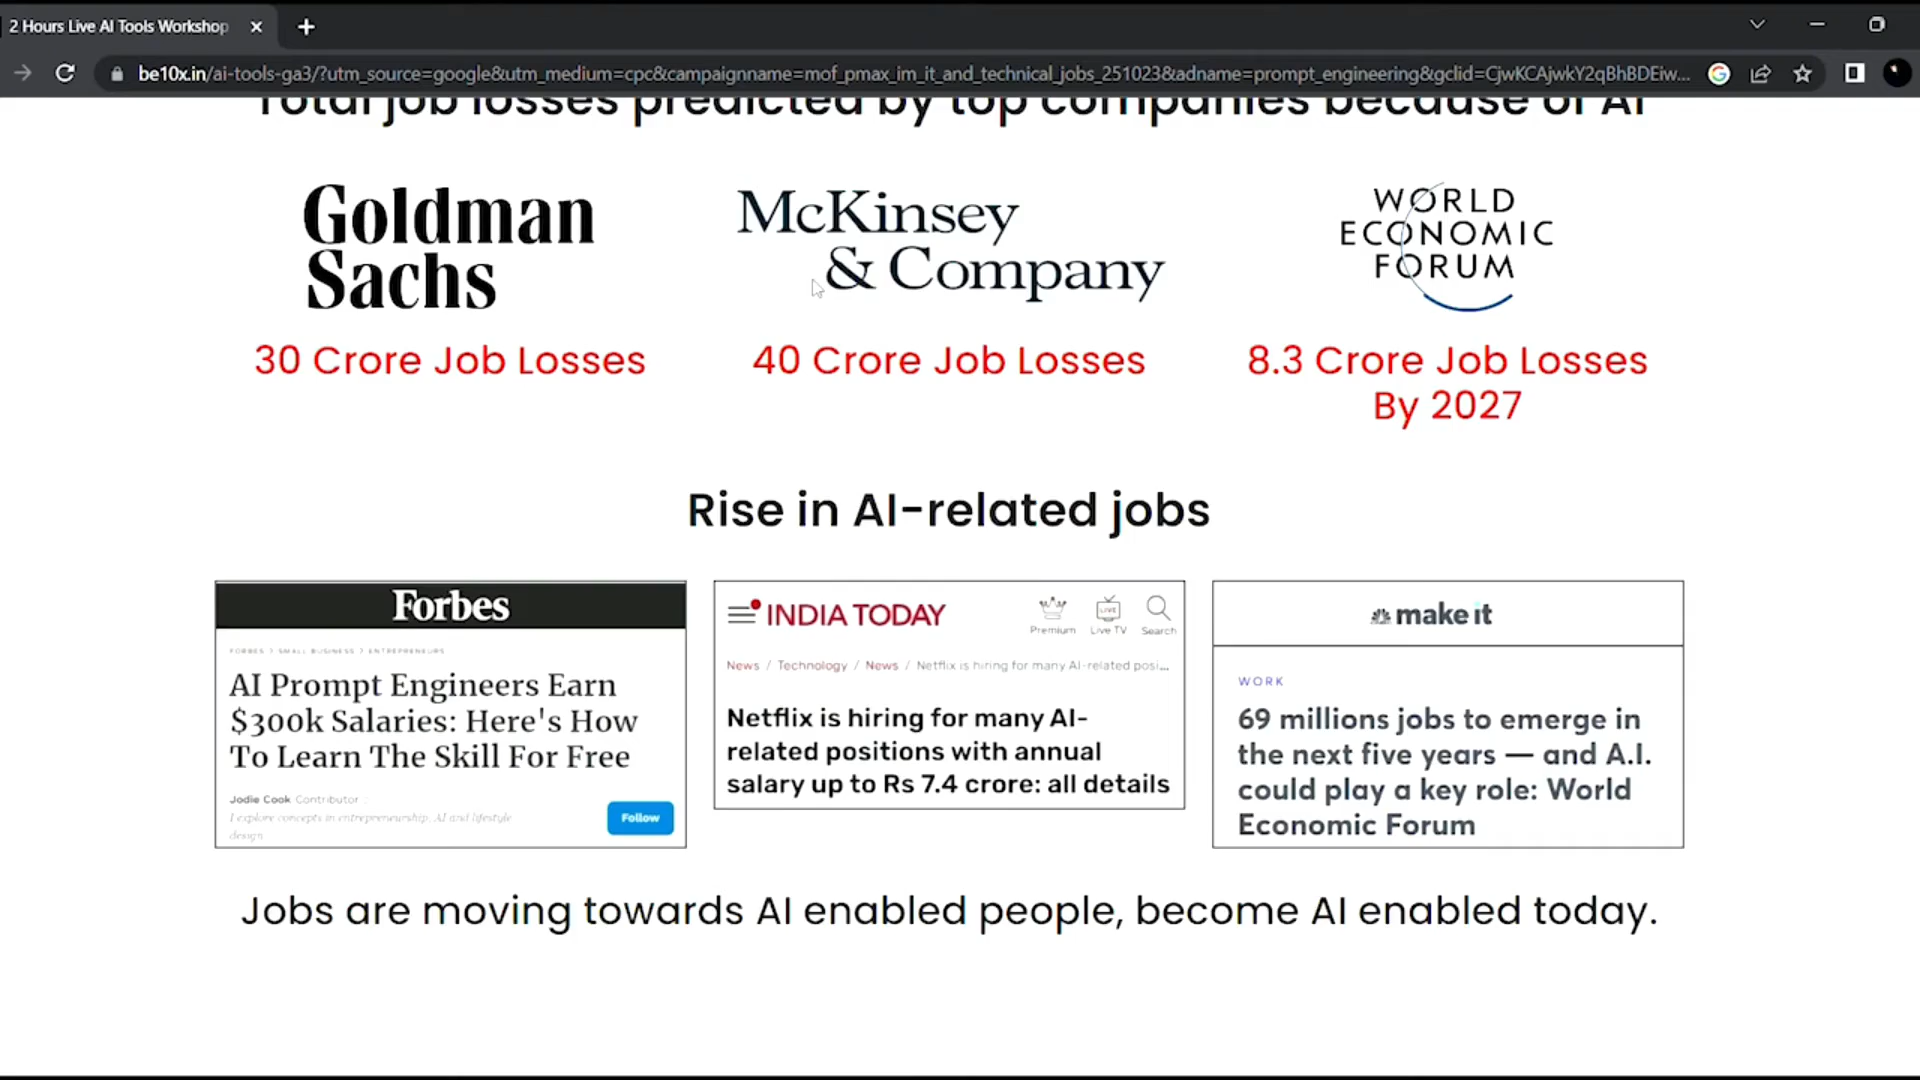 2 Hours Live AI Tools Workshop
be10x.in/ai-tools-ga3/?utm_source=google&utm_medium=cpc&campaignname=mof_pmax_im_it_and_technical_jobs_251023&adname=prompt_engineering&gclid=CjwKCAjwkY2qBhBDEiw...
Total job losses predicted by top companies because of AI
Goldman
Sachs
McKinsey
& Company
WORLD
ECONOMIC
FORUM
30 Crore Job Losses
40 Crore Job Losses
8.3 Crore Job Losses
By 2027
Rise in AI-related jobs
Forbes
FORBES > SMALL BUSINESS > ENTREPRENEURS
AI Prompt Engineers Earn
$300k Salaries: Here's How
To Learn The Skill For Free
Jodie Cook Contributor
I explore concepts in entrepreneurship, AI and lifestyle
design
Follow
INDIA TODAY
Premium
LIVE
Live TV
Search
News / Technology / News / Netflix is hiring for many AI-related posi...
Netflix is hiring for many AI-
related positions with annual
salary up to Rs 7.4 crore: all details
make it
WORK
69 millions jobs to emerge in
the next five years — and A.I.
could play a key role: World
Economic Forum
Jobs are moving towards AI enabled people, become AI enabled today.